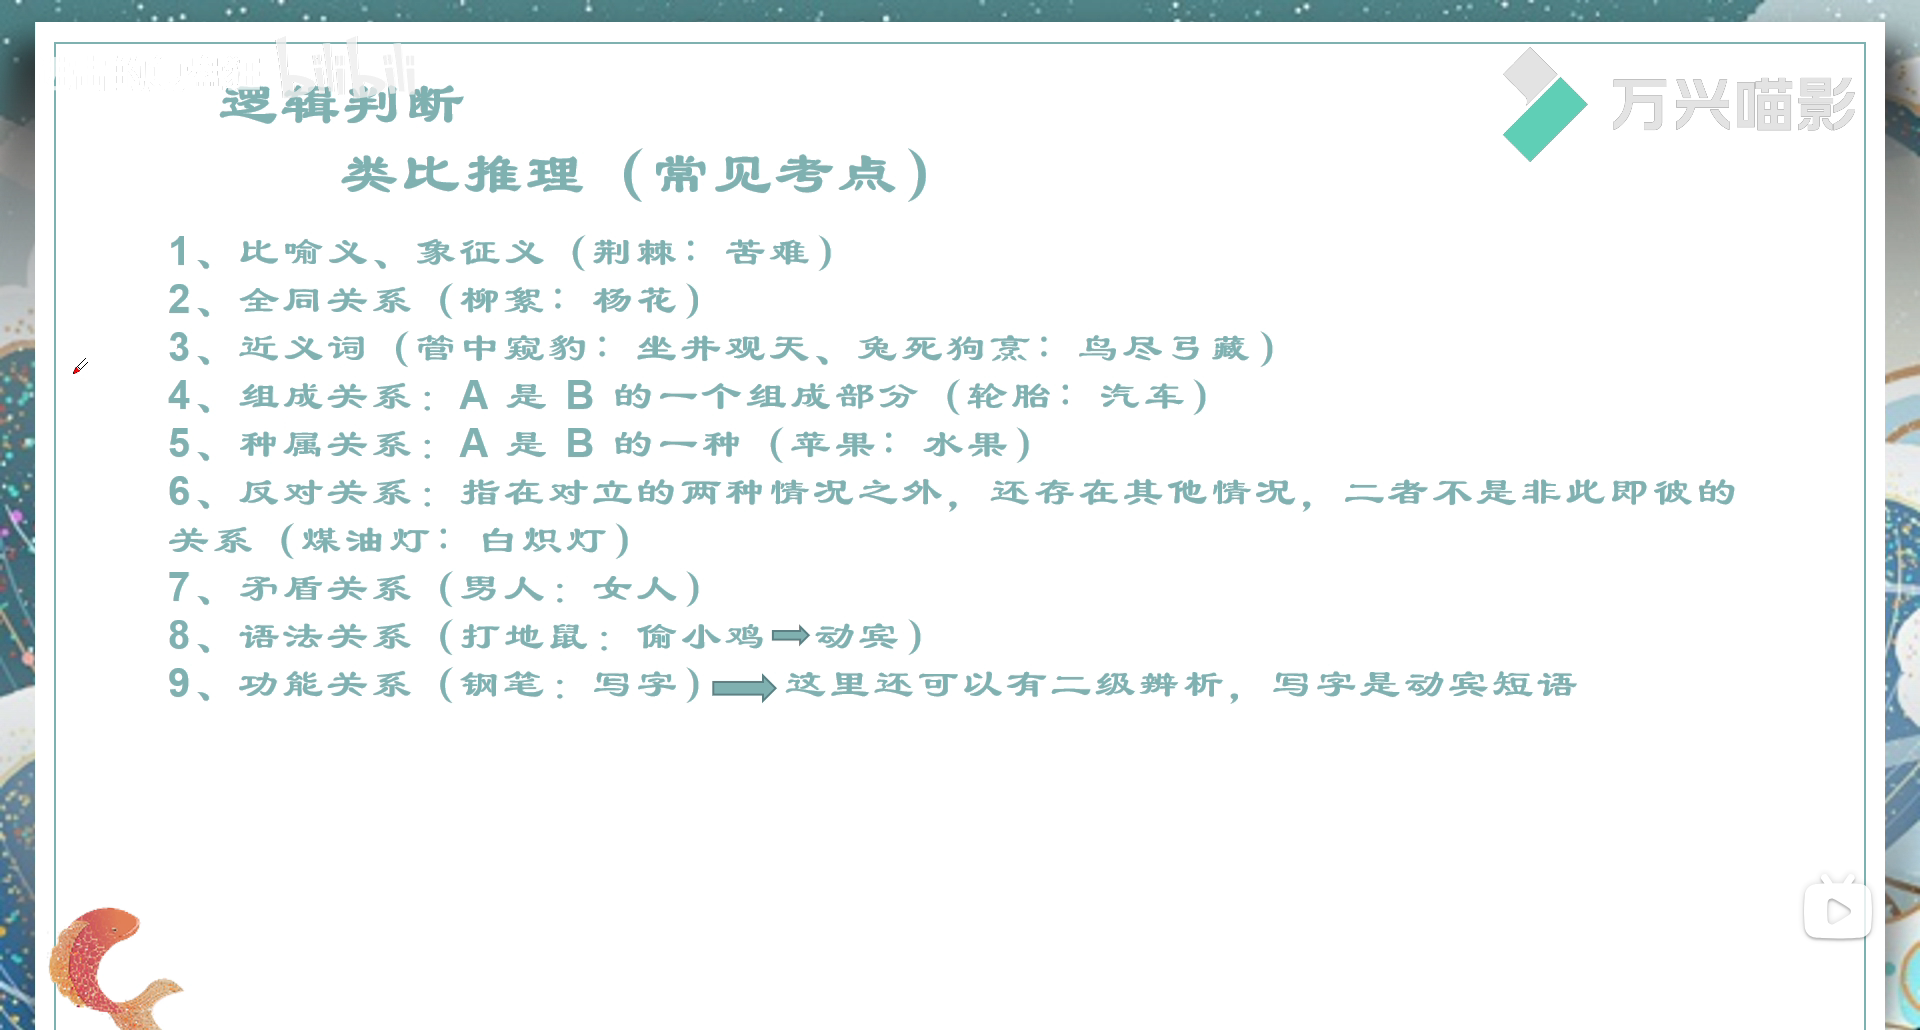 bilibili
万兴喵影
逻辑判断
类比推理（常见考点）
1、比喻义、象征义（荆棘：苦难）
2、全同关系（柳絮：杨花）
3、近义词（管中窥豹：坐井观天、兔死狗烹：鸟尽弓藏）
4、组成关系：A 是 B 的一个组成部分（轮胎：汽车）
5、种属关系：A 是 B 的一种（苹果：水果）
6、反对关系：指在对立的两种情况之外，还存在其他情况，二者不是非此即彼的
关系（煤油灯：白炽灯）
7、矛盾关系（男人：女人）
8、语法关系（打地鼠：偷小鸡➡动宾）
9、功能关系（钢笔：写字）➡这里还可以有二级辨析，写字是动宾短语